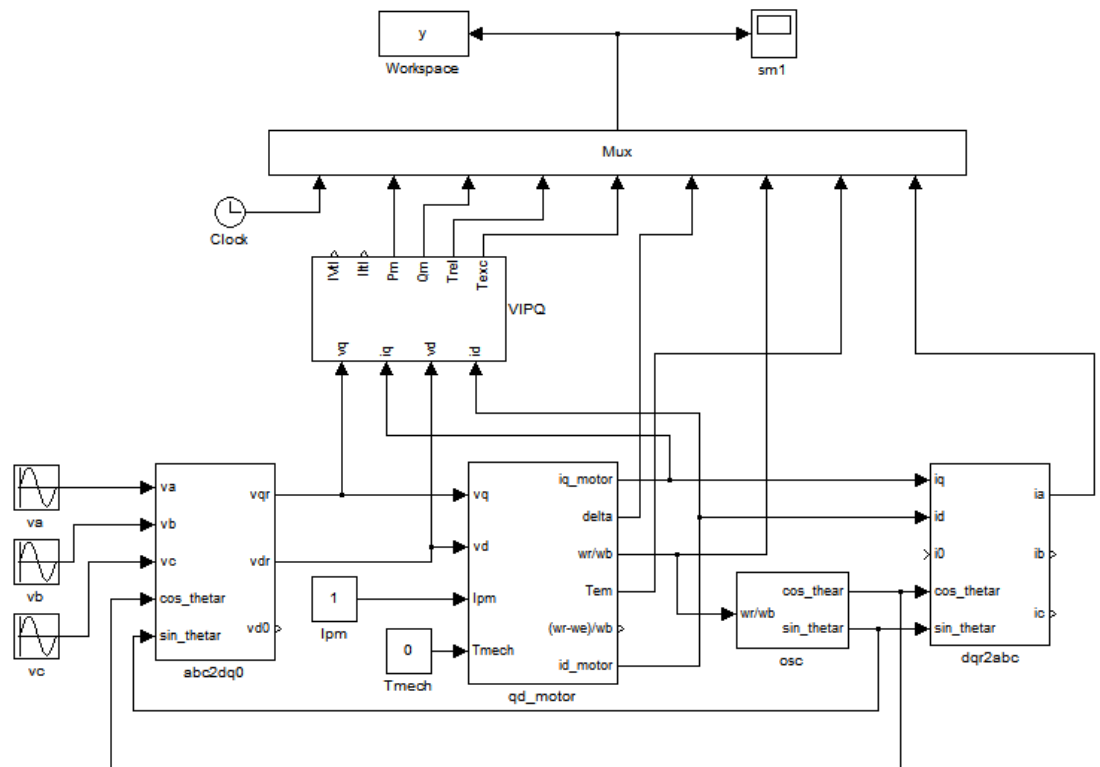 y
Workspace
sm1
Mux
Clock
|Vt|
|It|
Pm
Qm
Trel
Texc
VIPQ
vq
iq
vd
id
va
vb
vc
va
vb
vc
cos_thetar
sin_thetar
vqr
vdr
vd0
abc2dq0
1
Ipm
0
Tmech
vq
vd
Ipm
Tmech
iq_motor
delta
wr/wb
Tem
(wr-we)/wb
id_motor
qd_motor
wr/wb
cos_thear
sin_thetar
osc
iq
id
i0
cos_thetar
sin_thetar
ia
ib
ic
dqr2abc